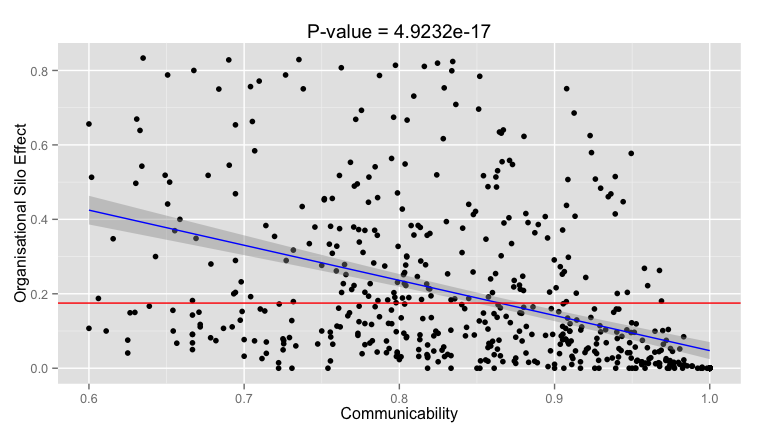 P-value = 4.9232e-17
Organisational Silo Effect
0.8
0.6
0.4
0.2
0.0
0.6 0.7 0.8 0.9 1.0
Communicability